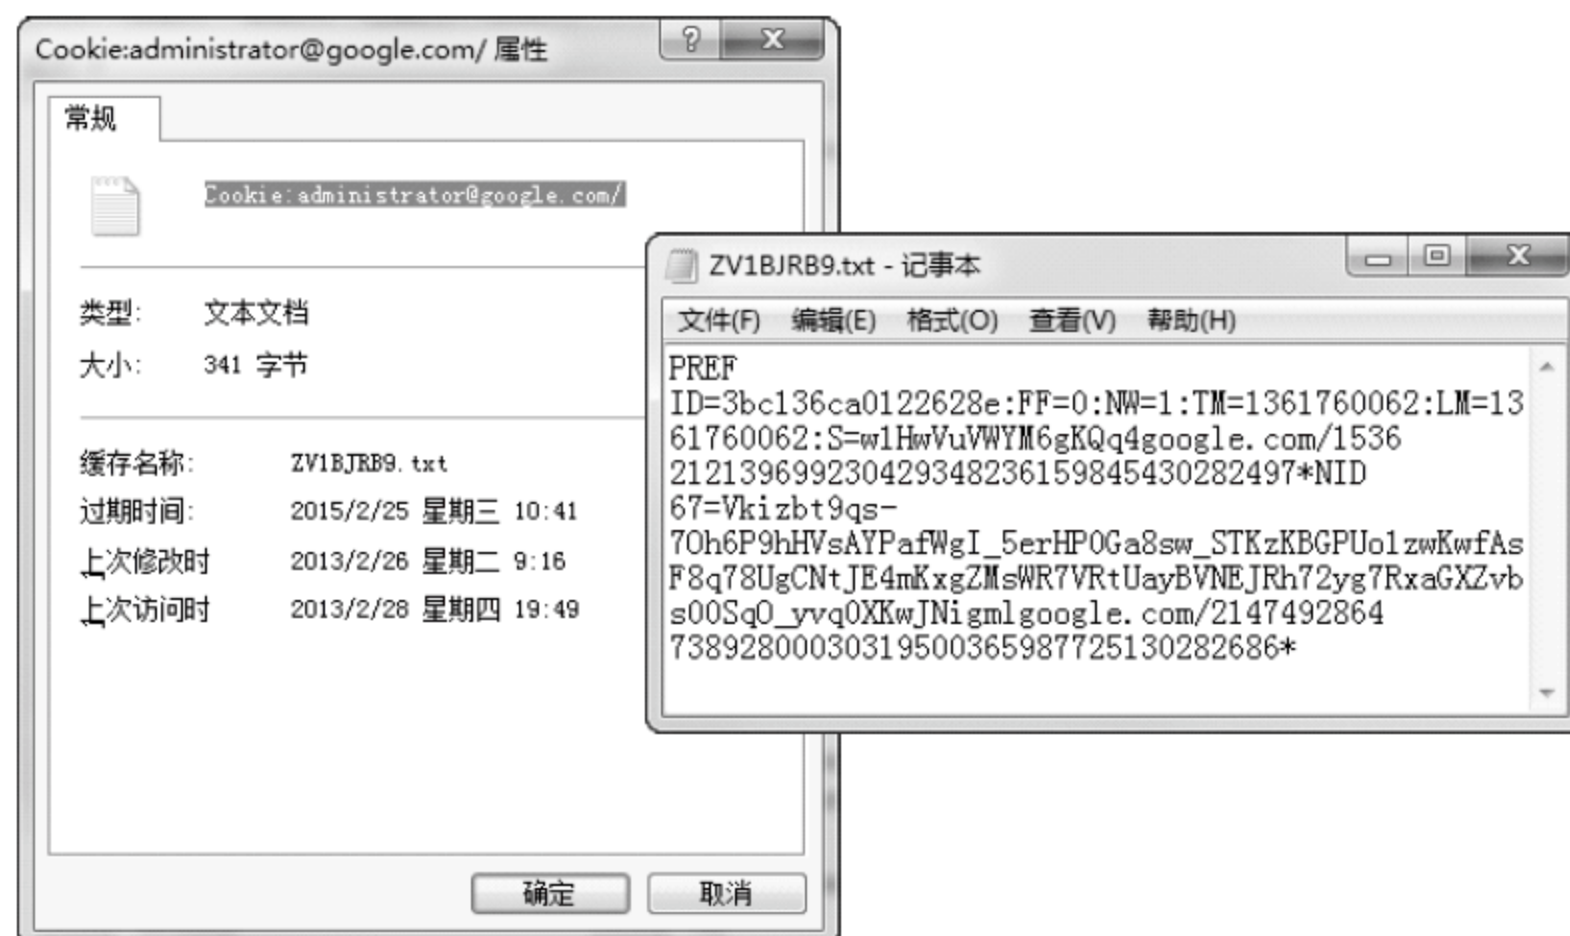 Cookie:administrator@google.com/ 属性
常规
Cookie:administrator@google.com/
类型: 文本文档
大小: 341 字节
缓存名称: ZV1BJRB9.txt
过期时间: 2015/2/25 星期三 10:41
上次修改时 2013/2/26 星期二 9:16
上次访问时 2013/2/28 星期四 19:49
确定 取消
ZV1BJRB9.txt - 记事本
文件(F) 编辑(E) 格式(O) 查看(V) 帮助(H)
PREF
ID=3bc136ca0122628e:FF=0:NW=1:TM=1361760062:LM=13
61760062:S=w1HwVuVWYM6gKQq4google.com/1536
212139699230429348236159845430282497*NID
67=Vkizbt9qs-
7Oh6P9hHVsAYPafWgI_5erHP0Ga8sw_STKzKBGPUo1zwKwfAs
F8q78UgCNtJE4mKxgZMsWR7VRtUayBVNEJRh72yg7RxaGXZvb
s00SqO_yvq0XKwJNigmlgoogle.com/2147492864
7389280003031950036598772513028 2686*